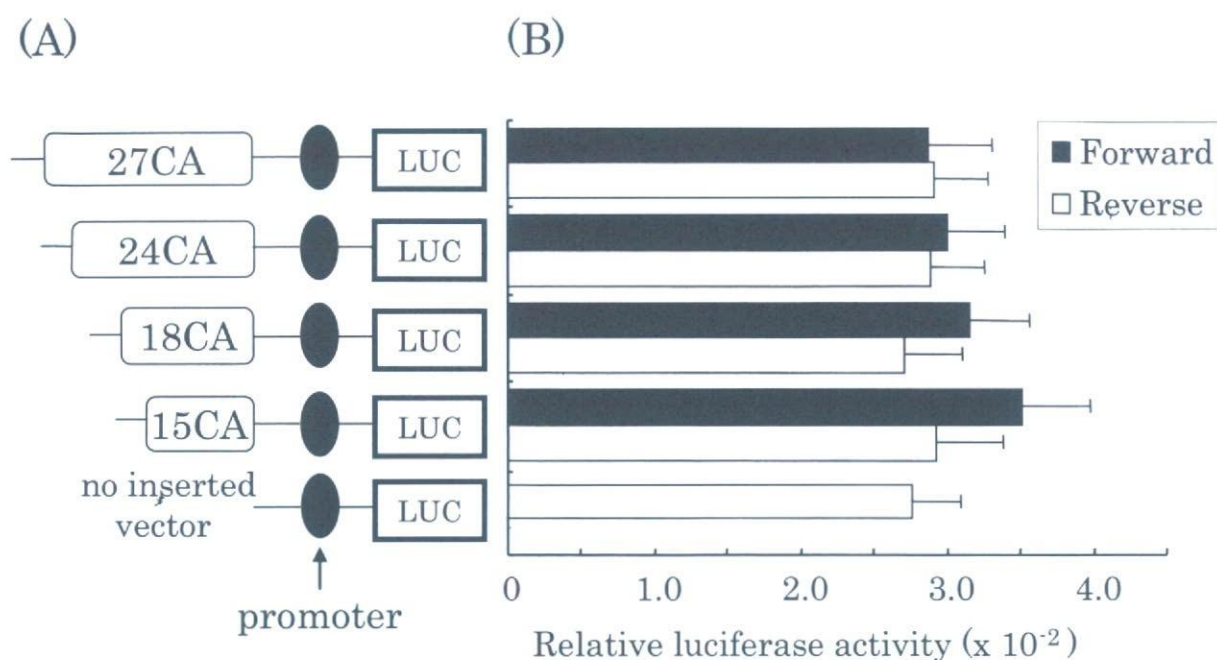 (A)
(B)
27CA
LUC
24CA
LUC
18CA
LUC
15CA
LUC
no inserted
vector
LUC
promoter
Forward
Reverse
0 1.0 2.0 3.0 4.0
Relative luciferase activity (x 10⁻²)